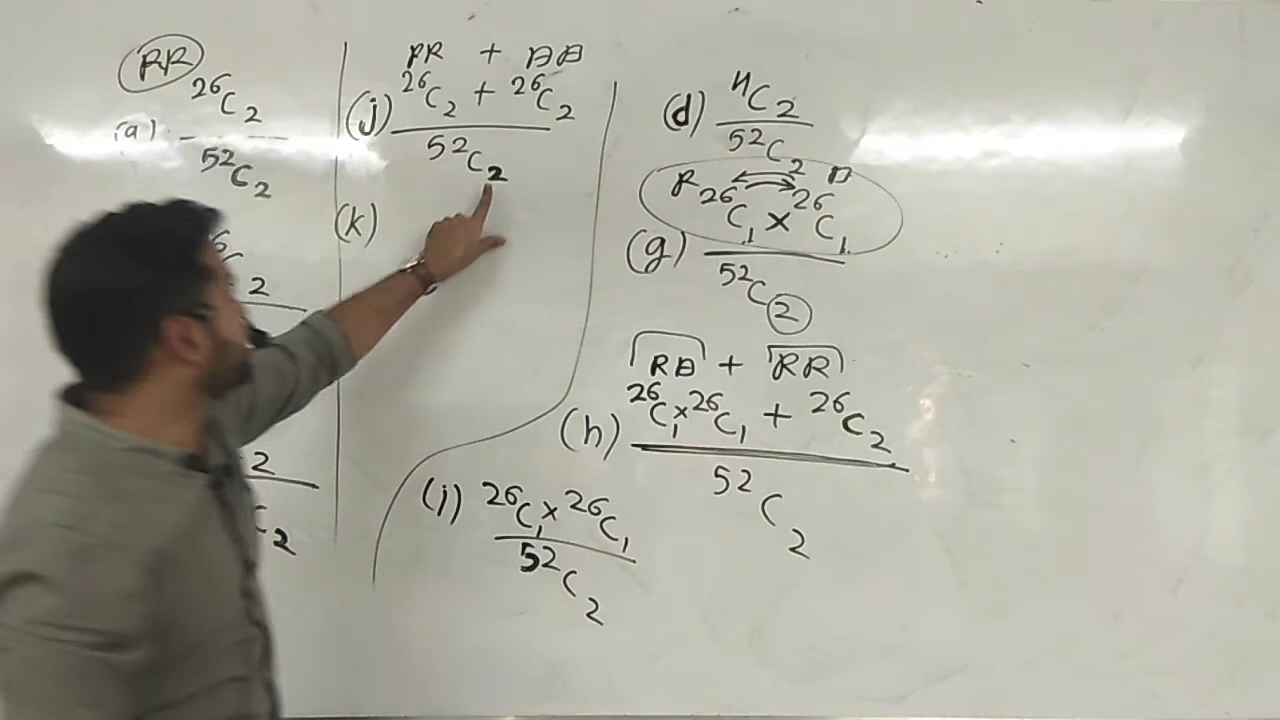 RR
(a) ²⁶C₂
⁵²C₂
2
2
C₂
RR + BB
(j) ²⁶C₂ + ²⁶C₂
⁵²C₂
(k)
(d) ⁴C₂
⁵²C₂
R B
(g) ²⁶C₁ × ²⁶C₁
⁵²C₂
RB + RR
(h) ²⁶C₁ × ²⁶C₁ + ²⁶C₂
⁵²C₂
(i) ²⁶C₁ × ²⁶C₁
⁵²C₂